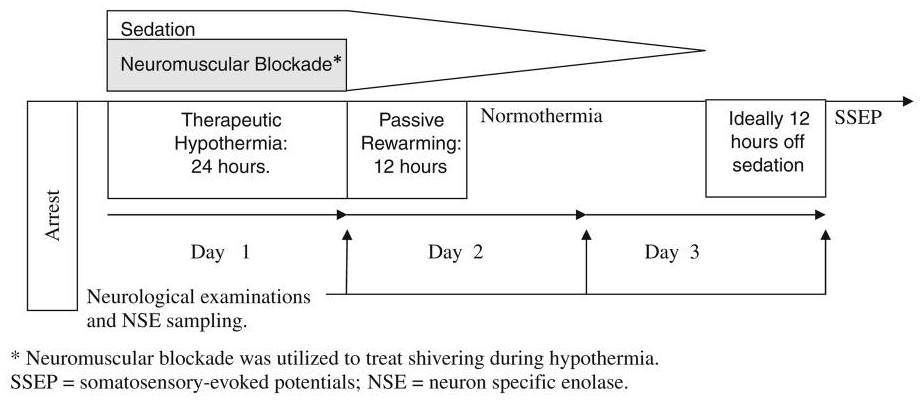 Sedation
Neuromuscular Blockade*
Arrest
Therapeutic
Hypothermia:
24 hours.
Passive
Rewarming:
12 hours
Normothermia
Ideally 12
hours off
sedation
SSEP
Day 1
Day 2
Day 3
Neurological examinations
and NSE sampling.
* Neuromuscular blockade was utilized to treat shivering during hypothermia.
SSEP = somatosensory-evoked potentials; NSE = neuron specific enolase.